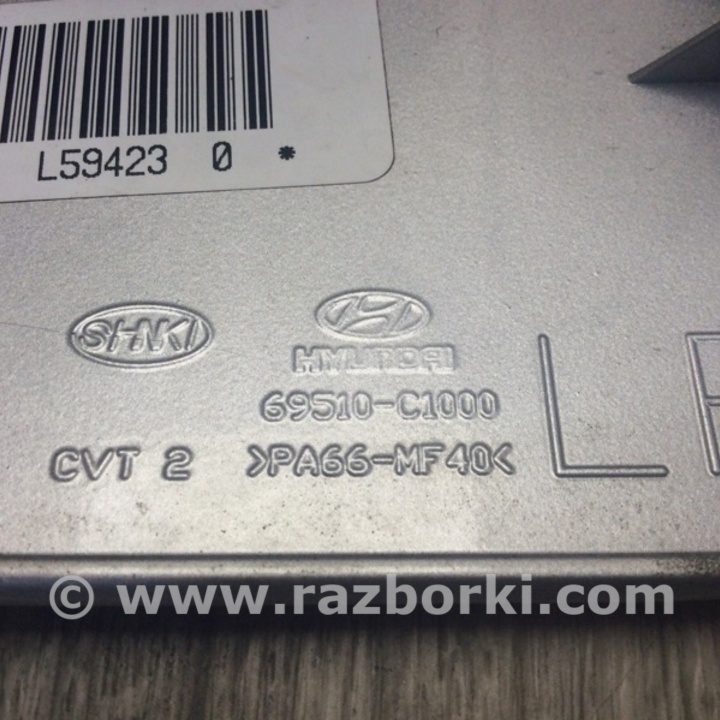 L59423 0 *
SHKI
HYUNDAI
69510-C1000
CVT 2 >PA66-MF40<
L
© www.razborki.com